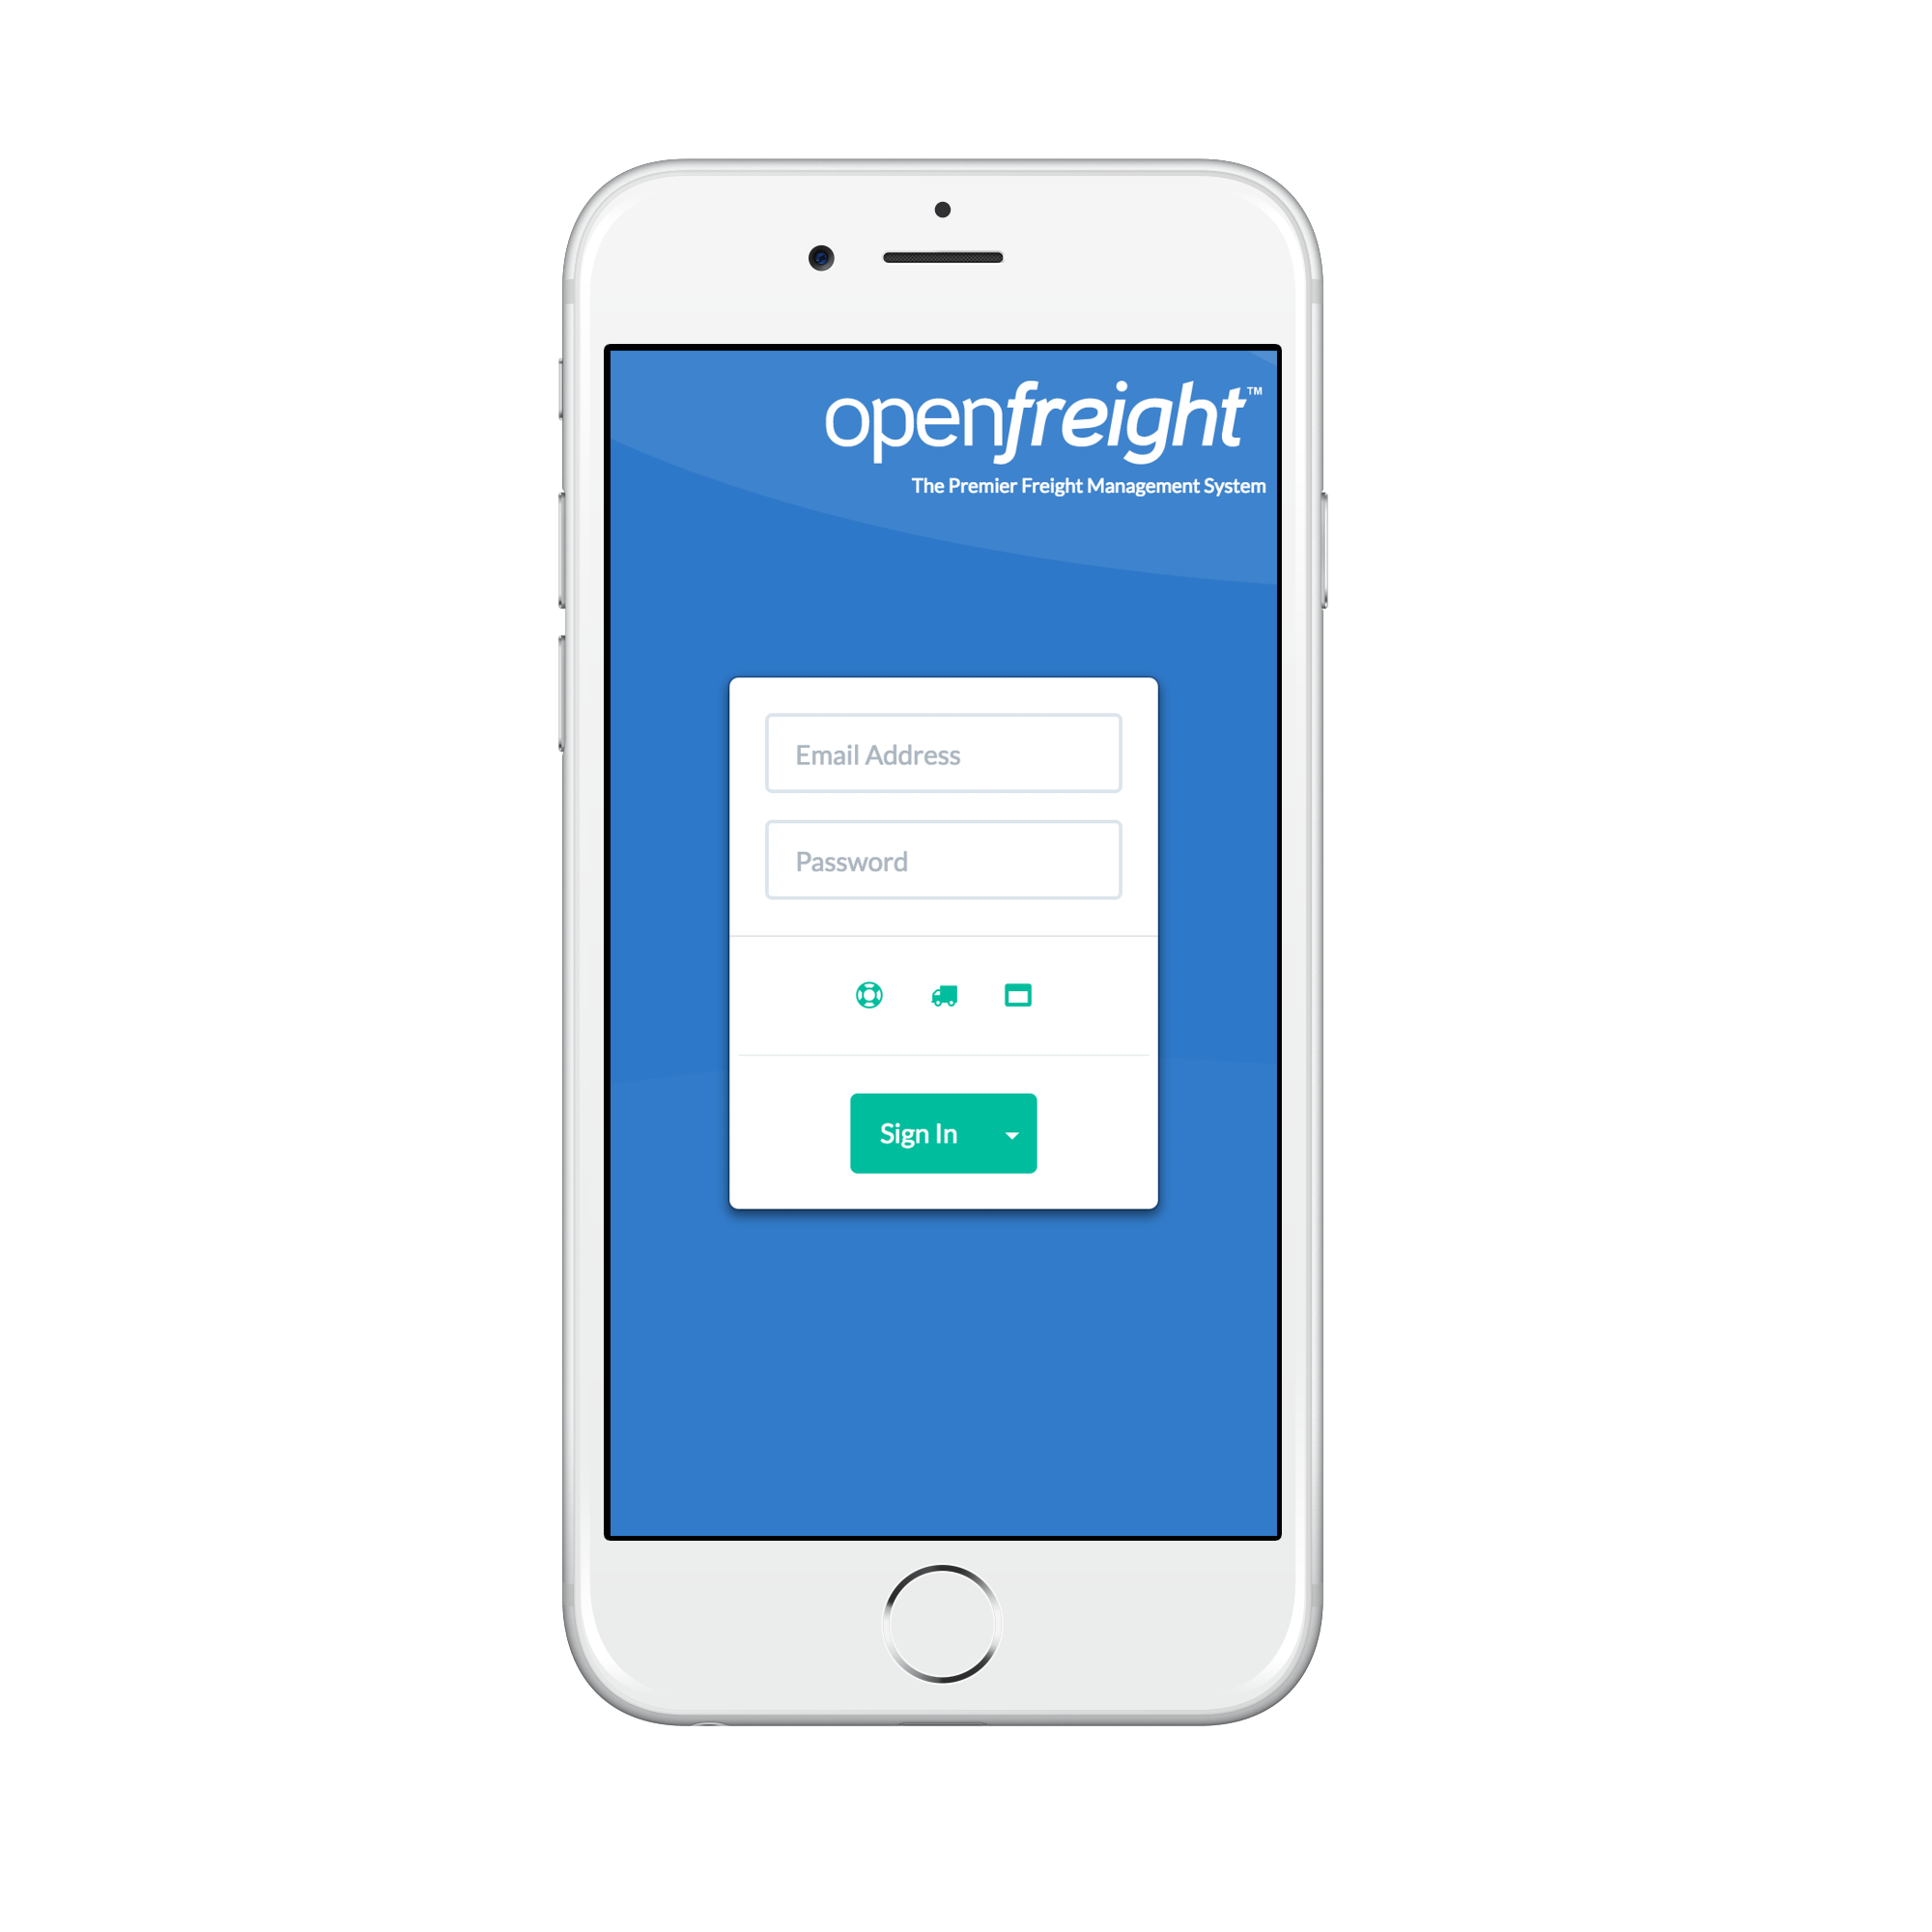 openfreight™
The Premier Freight Management System
Email Address
Password
Sign In